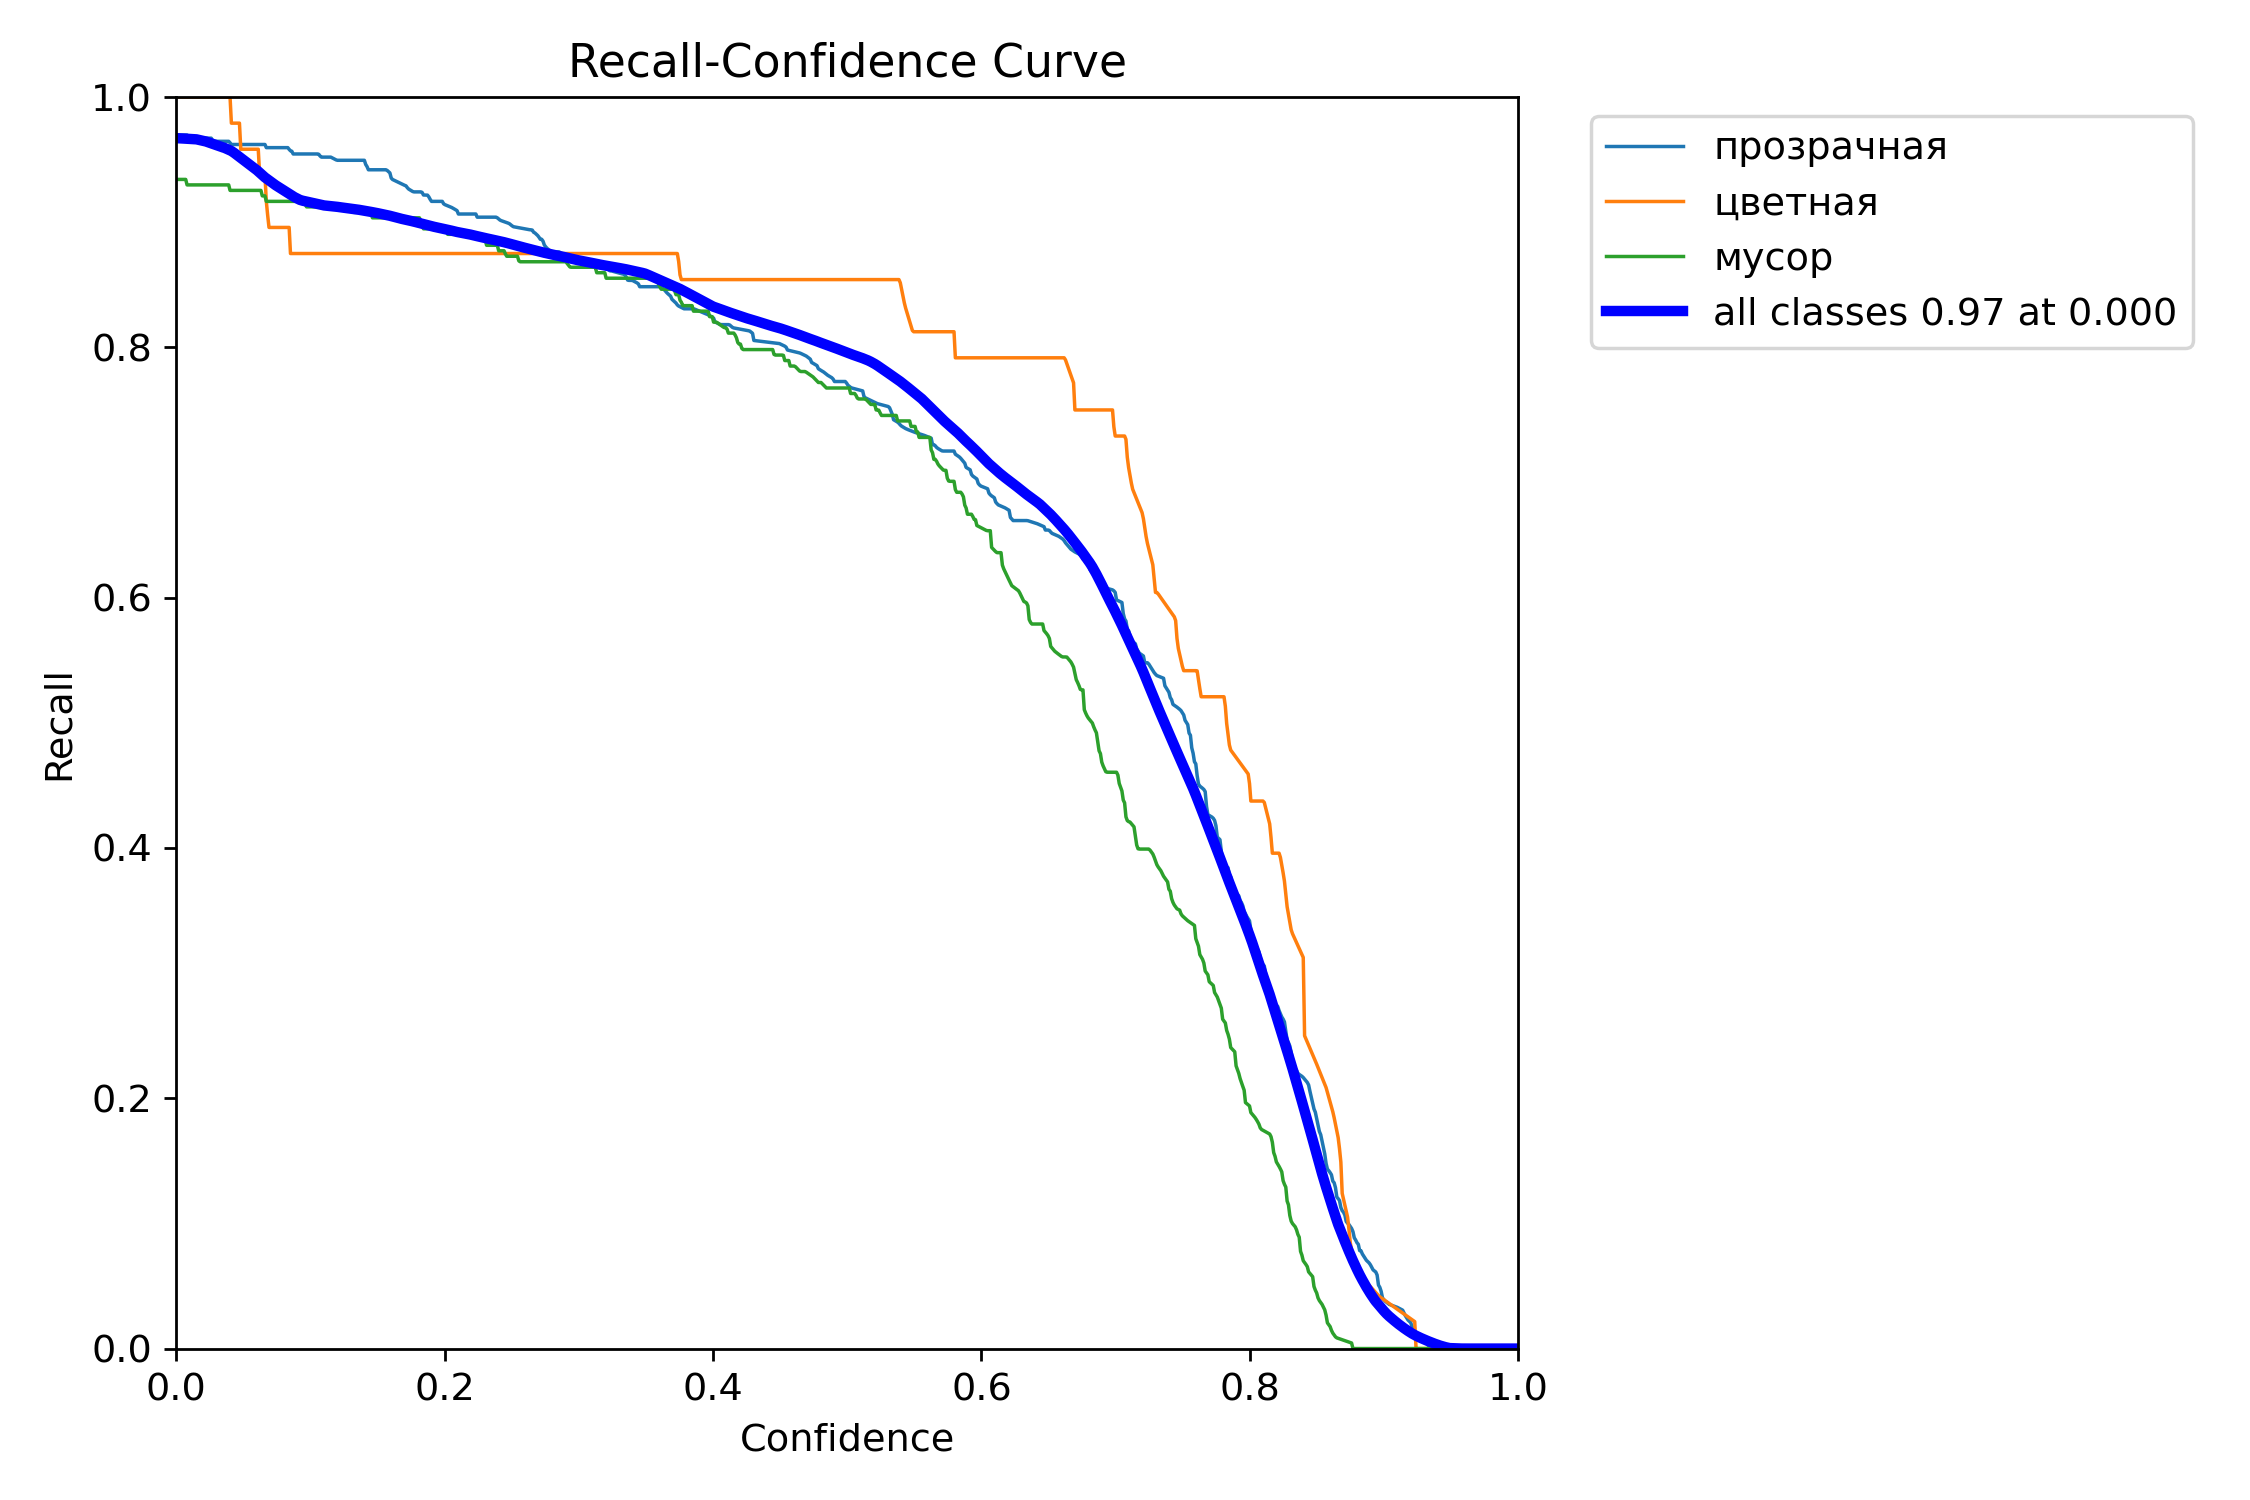 Recall-Confidence Curve
1.0
0.8
0.6
0.4
0.2
0.0
Recall
0.0 0.2 0.4 0.6 0.8 1.0
Confidence
прозрачная
цветная
мусор
all classes 0.97 at 0.000